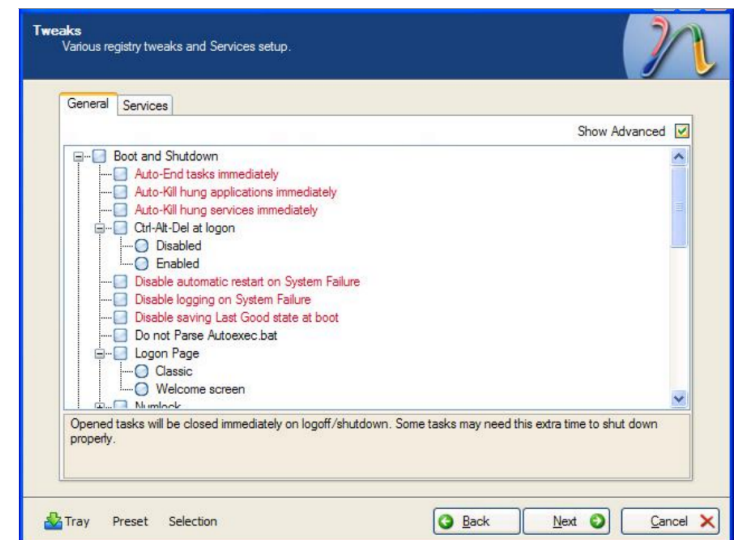 Tweaks
Various registry tweaks and Services setup.
General
Services
Show Advanced
Boot and Shutdown
Auto-End tasks immediately
Auto-Kill hung applications immediately
Auto-Kill hung services immediately
Ctrl-Alt-Del at logon
Disabled
Enabled
Disable automatic restart on System Failure
Disable logging on System Failure
Disable saving Last Good state at boot
Do not Parse Autoexec.bat
Logon Page
Classic
Welcome screen
Numlock
Opened tasks will be closed immediately on logoff/shutdown. Some tasks may need this extra time to shut down
properly.
Tray Preset Selection Back Next Cancel